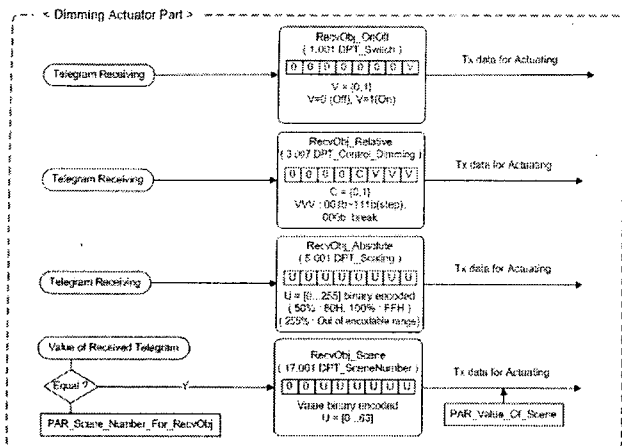 < Dimming Actuator Part >
RecvObj_OnOff
( 1.001 DPT_Switch )
Telegram Receiving
0 0 0 0 0 0 0 V
Tx data for Actuating
V = {0,1}
V=0 (Off), V=1(On)
RecvObj_Relative
( 3.007 DPT_Control_Dimming )
Telegram Receiving
0 0 0 0 C V V V
Tx data for Actuating
C = {0,1}
VVV : 001b~111b(step),
000b break
RecvObj_Absolute
( 5.001 DPT_Scaling )
Telegram Receiving
U U U U U U U U
Tx data for Actuating
U = [0...255] binary encoded
( 50% : 80H, 100% : FFH )
( 255% : Out of encodable range)
Value of Received Telegram
RecvObj_Scene
( 17.001 DPT_SceneNumber )
Equal ?
Y
0 0 U U U U U U
Tx data for Actuating
Value binary encoded
U = [0...63]
PAR_Scene_Number_For_RecvObj
PAR_Value_Of_Scene